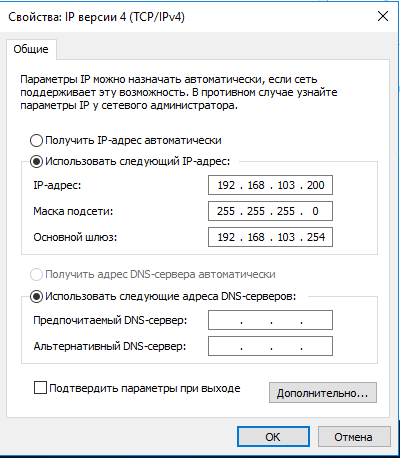 Свойства: IP версии 4 (TCP/IPv4)
Общие
Параметры IP можно назначать автоматически, если сеть
поддерживает эту возможность. В противном случае узнайте
параметры IP у сетевого администратора.
Получить IP-адрес автоматически
Использовать следующий IP-адрес:
IP-адрес: 192 . 168 . 103 . 200
Маска подсети: 255 . 255 . 255 . 0
Основной шлюз: 192 . 168 . 103 . 254
Получить адрес DNS-сервера автоматически
Использовать следующие адреса DNS-серверов:
Предпочитаемый DNS-сервер: . . .
Альтернативный DNS-сервер: . . .
Подтвердить параметры при выходе
Дополнительно...
ОК Отмена